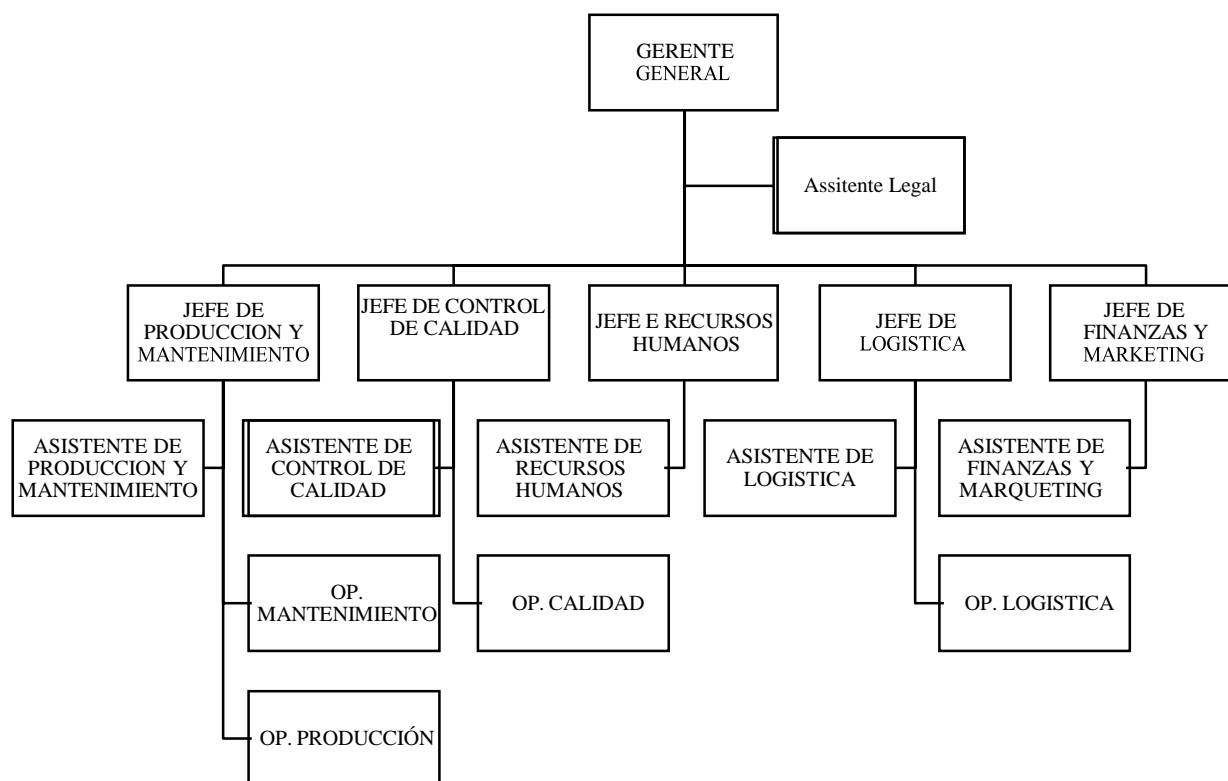 GERENTE
GENERAL
Assitente Legal
JEFE DE
PRODUCCION Y
MANTENIMIENTO
JEFE DE CONTROL
DE CALIDAD
JEFE E RECURSOS
HUMANOS
JEFE DE
LOGISTICA
JEFE DE
FINANZAS Y
MARKETING
ASISTENTE DE
PRODUCCION Y
MANTENIMIENTO
ASISTENTE DE
CONTROL DE
CALIDAD
ASISTENTE DE
RECURSOS
HUMANOS
ASISTENTE DE
LOGISTICA
ASISTENTE DE
FINANZAS Y
MARQUETING
OP.
MANTENIMIENTO
OP. CALIDAD
OP. LOGISTICA
OP. PRODUCCIÓN